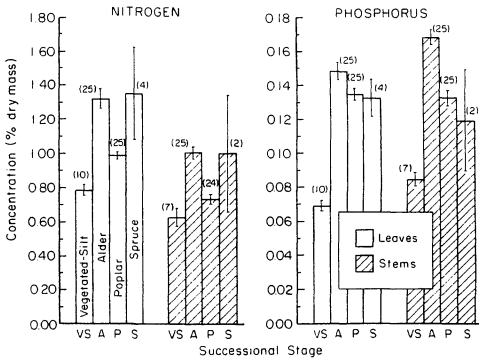 NITROGEN
PHOSPHORUS
Concentration (% dry mass)
1.80
1.60
1.40
1.20
1.00
0.80
0.60
0.40
0.20
0.00
(10)
(25)
(25)
(4)
(7)
(25)
(24)
(2)
Vegetated-Silt
Alder
Poplar
Spruce
VS A P S
VS A P S
0.18
0.16
0.14
0.12
0.10
0.08
0.06
0.04
0.02
0.00
(10)
(25)
(25)
(4)
(7)
(25)
(25)
(2)
Leaves
Stems
VS A P S
VS A P S
Successional Stage